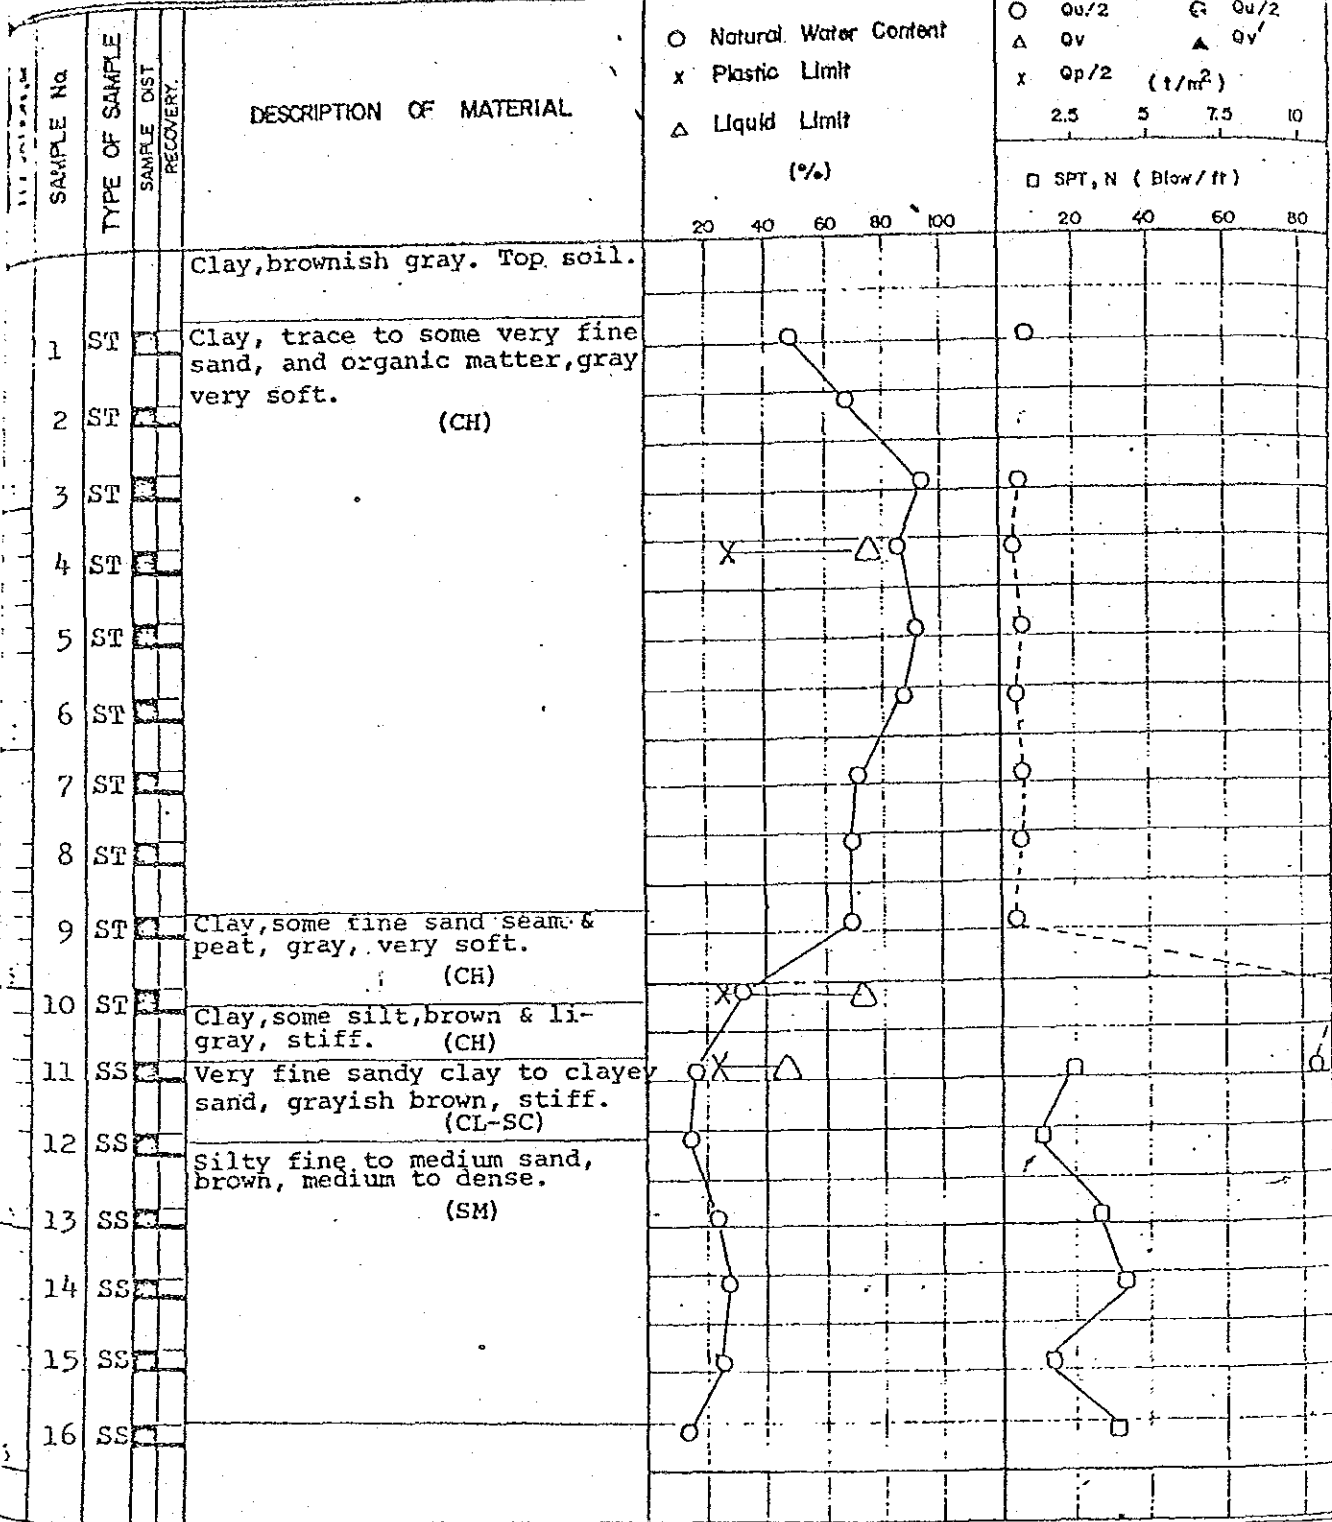 SAMPLE No
TYPE OF SAMPLE
SAMPLE DIST
RECOVERY.
DESCRIPTION OF MATERIAL
O Natural Water Content
x Plastic Limit
△ Liquid Limit
(%)
20 40 60 80 100
O Qu/2 Qu/2
△ Qv ▲ Qv'
x Qp/2 (t/m²)
2.5 5 7.5 10
□ SPT, N ( Blow / ft )
20 40 60 80
Clay,brownish gray. Top soil.
1 ST Clay, trace to some very fine
sand, and organic matter,gray
very soft.
2 ST (CH)
3 ST
4 ST
5 ST
6 ST
7 ST
8 ST
9 ST Clay,some fine sand seam &
peat, gray, very soft.
(CH)
10 ST Clay,some silt,brown & li-
gray, stiff. (CH)
11 SS Very fine sandy clay to clayey
sand, grayish brown, stiff.
(CL-SC)
12 SS Silty fine to medium sand,
brown, medium to dense.
13 SS (SM)
14 SS
15 SS
16 SS